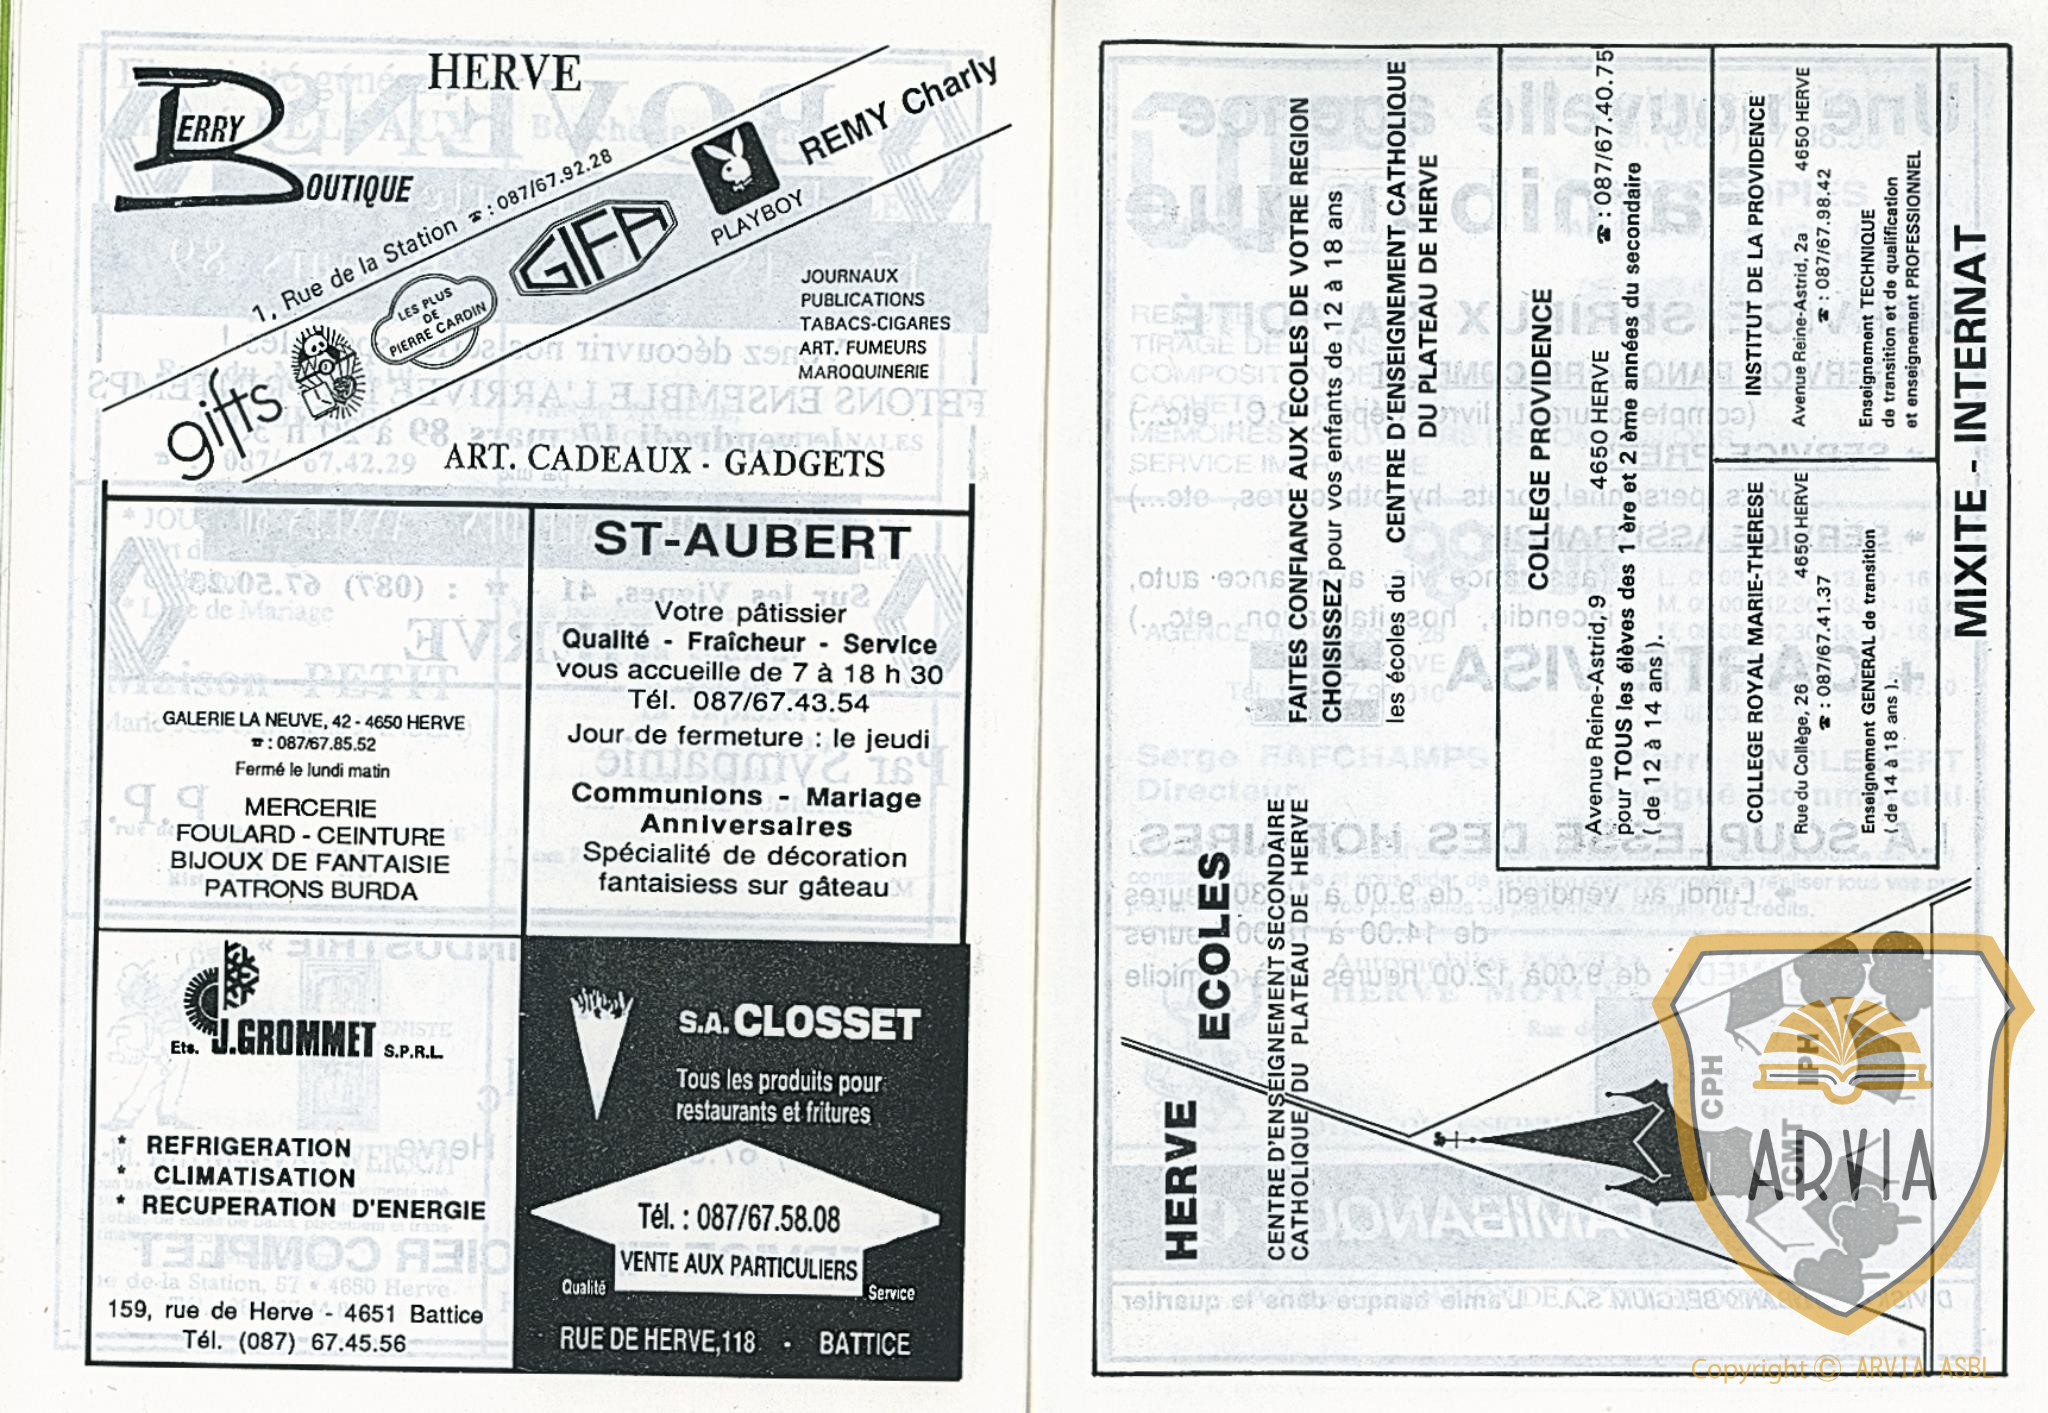 HERVE
BERRY
BOUTIQUE
1, Rue de la Station ☎ : 087/67.92.28
REMY Charly
gifts
LES PLUS
DE
PIERRE CARDIN
GIFA
PLAYBOY
JOURNAUX
PUBLICATIONS
TABACS-CIGARES
ART. FUMEURS
MAROQUINERIE
ART. CADEAUX - GADGETS
GALERIE LA NEUVE, 42 - 4650 HERVE
☎ : 087/67.85.52
Fermé le lundi matin
MERCERIE
FOULARD - CEINTURE
BIJOUX DE FANTAISIE
PATRONS BURDA
ST-AUBERT
Votre pâtissier
Qualité - Fraîcheur - Service
vous accueille de 7 à 18 h 30
Tél. 087/67.43.54
Jour de fermeture : le jeudi
Communions - Mariage
Anniversaires
Spécialité de décoration
fantaisiess sur gâteau
Ets. J.GROMMET S.P.R.L.
* REFRIGERATION
* CLIMATISATION
* RECUPERATION D'ENERGIE
159, rue de Herve - 4651 Battice
Tél. (087) 67.45.56
S.A. CLOSSET
Tous les produits pour
restaurants et fritures
Tél. : 087/67.58.08
VENTE AUX PARTICULIERS
Qualité
Service
RUE DE HERVE,118 - BATTICE
HERVE ECOLES
CENTRE D'ENSEIGNEMENT SECONDAIRE
CATHOLIQUE DU PLATEAU DE HERVE
FAITES CONFIANCE AUX ECOLES DE VOTRE REGION
CHOISISSEZ pour vos enfants de 12 à 18 ans
les écoles du CENTRE D'ENSEIGNEMENT CATHOLIQUE
DU PLATEAU DE HERVE
COLLEGE PROVIDENCE
Avenue Reine-Astrid, 9 4650 HERVE ☎ : 087/67.40.75
pour TOUS les élèves des 1 ère et 2 ème années du secondaire
( de 12 à 14 ans ).
COLLEGE ROYAL MARIE-THERESE
Rue du Collège, 26 4650 HERVE
☎ : 087/67.41.37
Enseignement GENERAL de transition
( de 14 à 18 ans ).
INSTITUT DE LA PROVIDENCE
Avenue Reine-Astrid, 2a 4650 HERVE
☎ : 087/67.98.42
Enseignement TECHNIQUE
de transition et de qualification
et enseignement PROFESSIONNEL
MIXITE - INTERNAT
CPH
IPH
CMT
ARVIA
Copyright © ARVIA ASBL